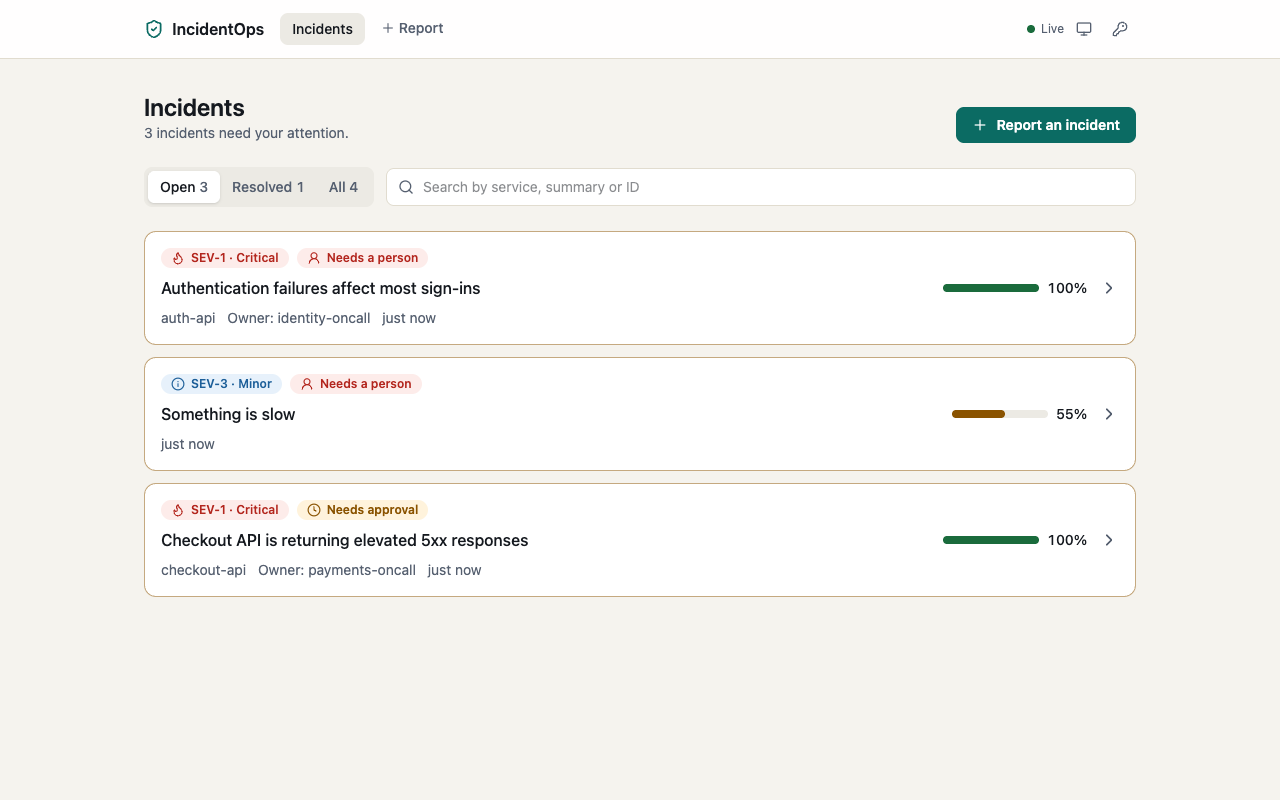 IncidentOps Incidents + Report Live
Incidents
3 incidents need your attention.
+ Report an incident
Open 3 Resolved 1 All 4 Search by service, summary or ID
SEV-1 · Critical Needs a person
Authentication failures affect most sign-ins 100%
auth-api Owner: identity-oncall just now
SEV-3 · Minor Needs a person
Something is slow 55%
just now
SEV-1 · Critical Needs approval
Checkout API is returning elevated 5xx responses 100%
checkout-api Owner: payments-oncall just now